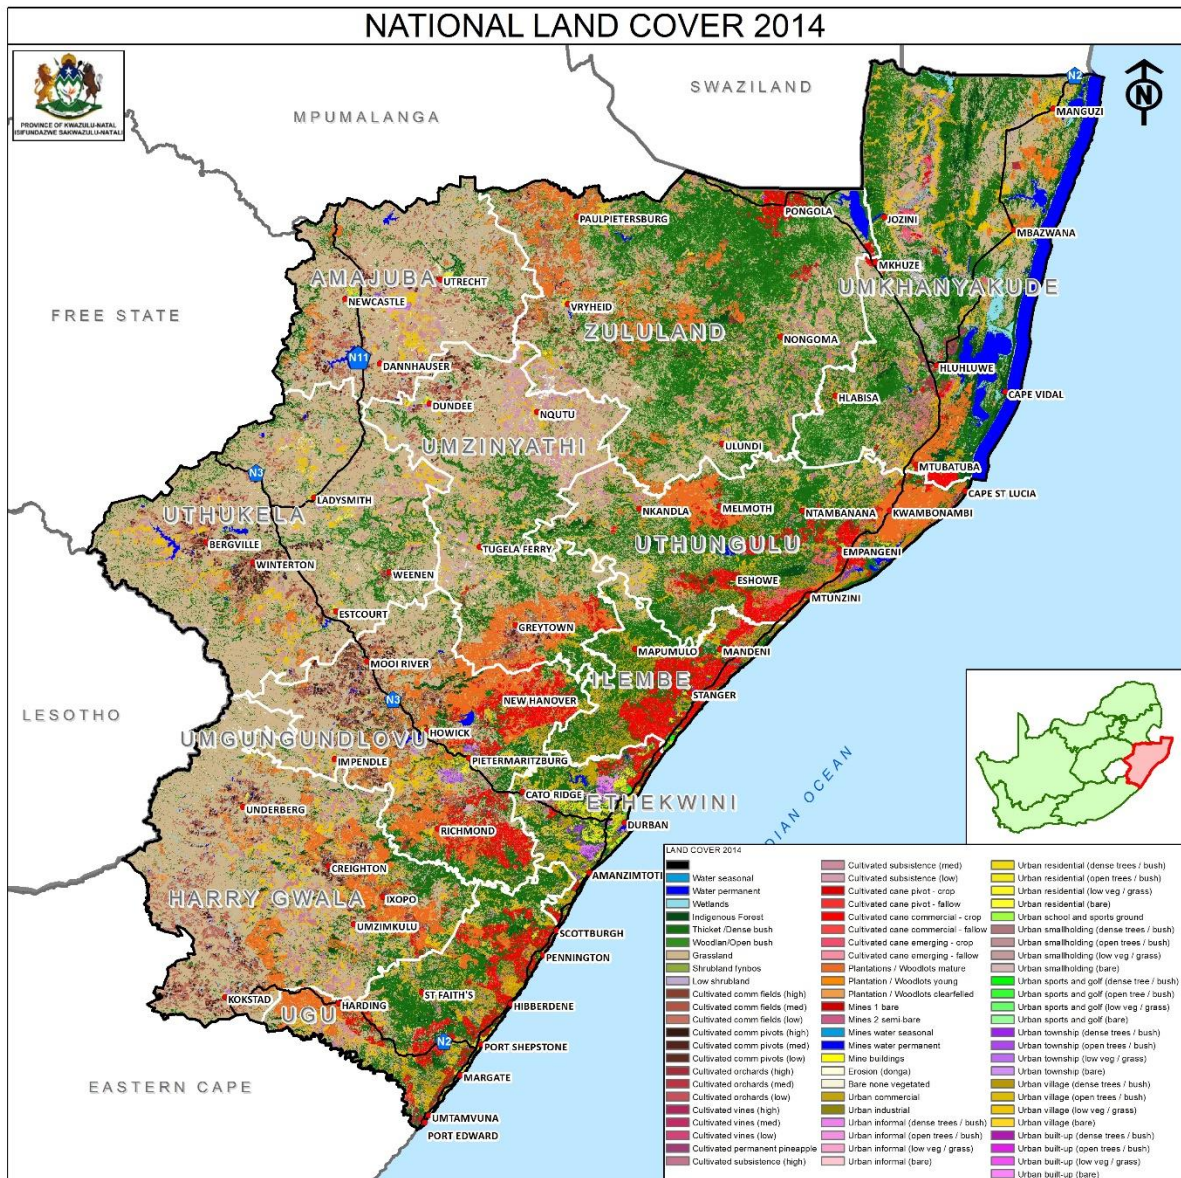 NATIONAL LAND COVER 2014
PROVINCE OF KWAZULU-NATAL
ISIFUNDAZWE SAKWAZULU-NATALI
SWAZILAND
MPUMALANGA
N
N2
MANGUZI
PAULPIETERSBURG
PONGOLA
JOZINI
MBAZWANA
MKHUZE
AMAJUBA
UTRECHT
UMKHANYAKUDE
NEWCASTLE
VRYHEID
FREE STATE
ZULULAND
NONGOMA
N11
DANNHAUSER
HLUHLUWE
HLABISA
CAPE VIDAL
DUNDEE
NQUTU
UMZINYATHI
ULUNDI
N3
MTUBATUBA
LADYSMITH
CAPE ST LUCIA
UTHUKELA
NKANDLA
MELMOTH
NTAMBANANA
KWAMBONAMBI
BERGVILLE
TUGELA FERRY
UTHUNGULU
EMPANGENI
WINTERTON
WEENEN
ESHOWE
MTUNZINI
ESTCOURT
GREYTOWN
MAPUMULO
MANDENI
MOOI RIVER
ILEMBE
STANGER
N3
NEW HANOVER
LESOTHO
HOWICK
UMGUNGUNDLOVU
IMPENDLE
PIETERMARITZBURG
CATO RIDGE
ETHEKWINI
UNDERBERG
DURBAN
RICHMOND
DIAN OCEAN
CREIGHTON
AMANZIMTOTI
HARRY GWALA
IXOPO
UMZIMKULU
SCOTTBURGH
PENNINGTON
ST FAITH'S
KOKSTAD
HARDING
HIBBERDENE
UGU
N2
PORT SHEPSTONE
EASTERN CAPE
MARGATE
UMTAMVUNA
PORT EDWARD
LAND COVER 2014
Water seasonal
Water permanent
Wetlands
Indigenous Forest
Thicket /Dense bush
Woodlan/Open bush
Grassland
Shrubland fynbos
Low shrubland
Cultivated comm fields (high)
Cultivated comm fields (med)
Cultivated comm fields (low)
Cultivated comm pivots (high)
Cultivated comm pivots (med)
Cultivated comm pivots (low)
Cultivated orchards (high)
Cultivated orchards (med)
Cultivated orchards (low)
Cultivated vines (high)
Cultivated vines (med)
Cultivated vines (low)
Cultivated permanent pineapple
Cultivated subsistence (high)
Cultivated subsistence (med)
Cultivated subsistence (low)
Cultivated cane pivot - crop
Cultivated cane pivot - fallow
Cultivated cane commercial - crop
Cultivated cane commercial - fallow
Cultivated cane emerging - crop
Cultivated cane emerging - fallow
Plantations / Woodlots mature
Plantation / Woodlots young
Plantation / Woodlots clearfelled
Mines 1 bare
Mines 2 semi bare
Mines water seasonal
Mines water permanent
Mine buildings
Erosion (donga)
Bare none vegetated
Urban commercial
Urban industrial
Urban informal (dense trees / bush)
Urban informal (open trees / bush)
Urban informal (low veg / grass)
Urban informal (bare)
Urban residential (dense trees / bush)
Urban residential (open trees / bush)
Urban residential (low veg / grass)
Urban residential (bare)
Urban school and sports ground
Urban smallholding (dense trees / bush)
Urban smallholding (open trees / bush)
Urban smallholding (low veg / grass)
Urban smallholding (bare)
Urban sports and golf (dense tree / bush)
Urban sports and golf (open tree / bush)
Urban sports and golf (low veg / grass)
Urban sports and golf (bare)
Urban township (dense trees / bush)
Urban township (open trees / bush)
Urban township (low veg / grass)
Urban township (bare)
Urban village (dense trees / bush)
Urban village (open trees / bush)
Urban village (low veg / grass)
Urban village (bare)
Urban built-up (dense trees / bush)
Urban built-up (open trees / bush)
Urban built-up (low veg / grass)
Urban built-up (bare)